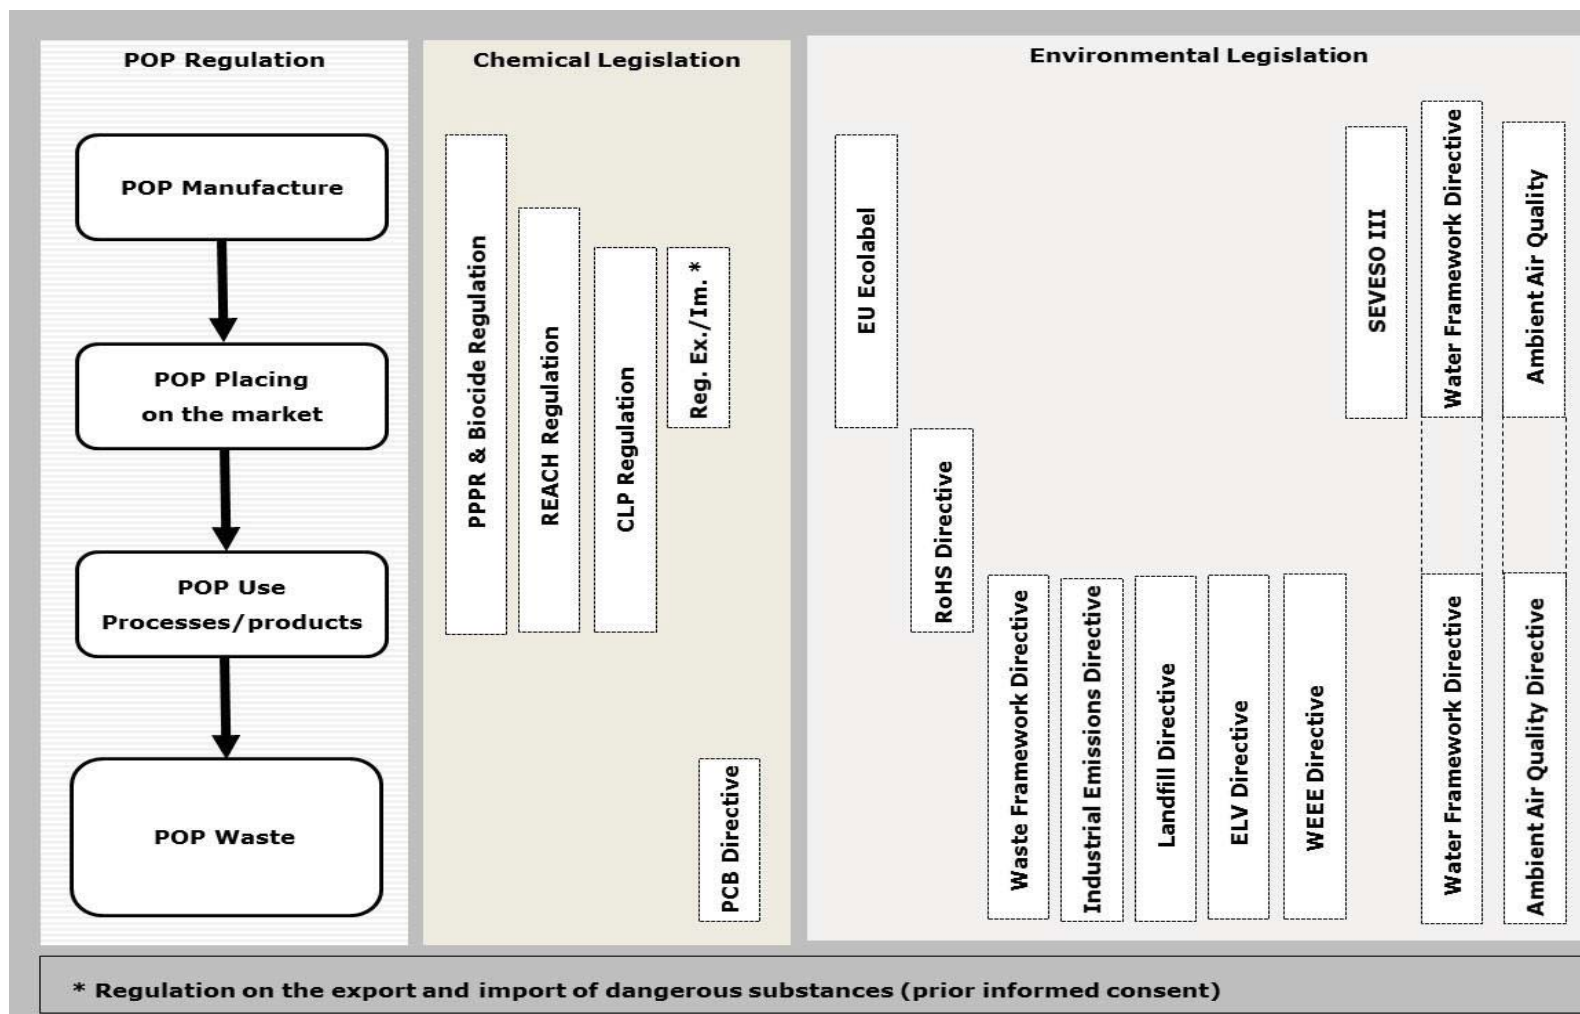 POP Regulation
POP Manufacture
POP Placing
on the market
POP Use
Processes/products
POP Waste
Chemical Legislation
PPPR & Biocide Regulation
REACH Regulation
CLP Regulation
Reg. Ex./Im. *
PCB Directive
Environmental Legislation
EU Ecolabel
RoHS Directive
Waste Framework Directive
Industrial Emissions Directive
Landfill Directive
ELV Directive
WEEE Directive
SEVESO III
Water Framework Directive
Ambient Air Quality
Water Framework Directive
Ambient Air Quality Directive
* Regulation on the export and import of dangerous substances (prior informed consent)